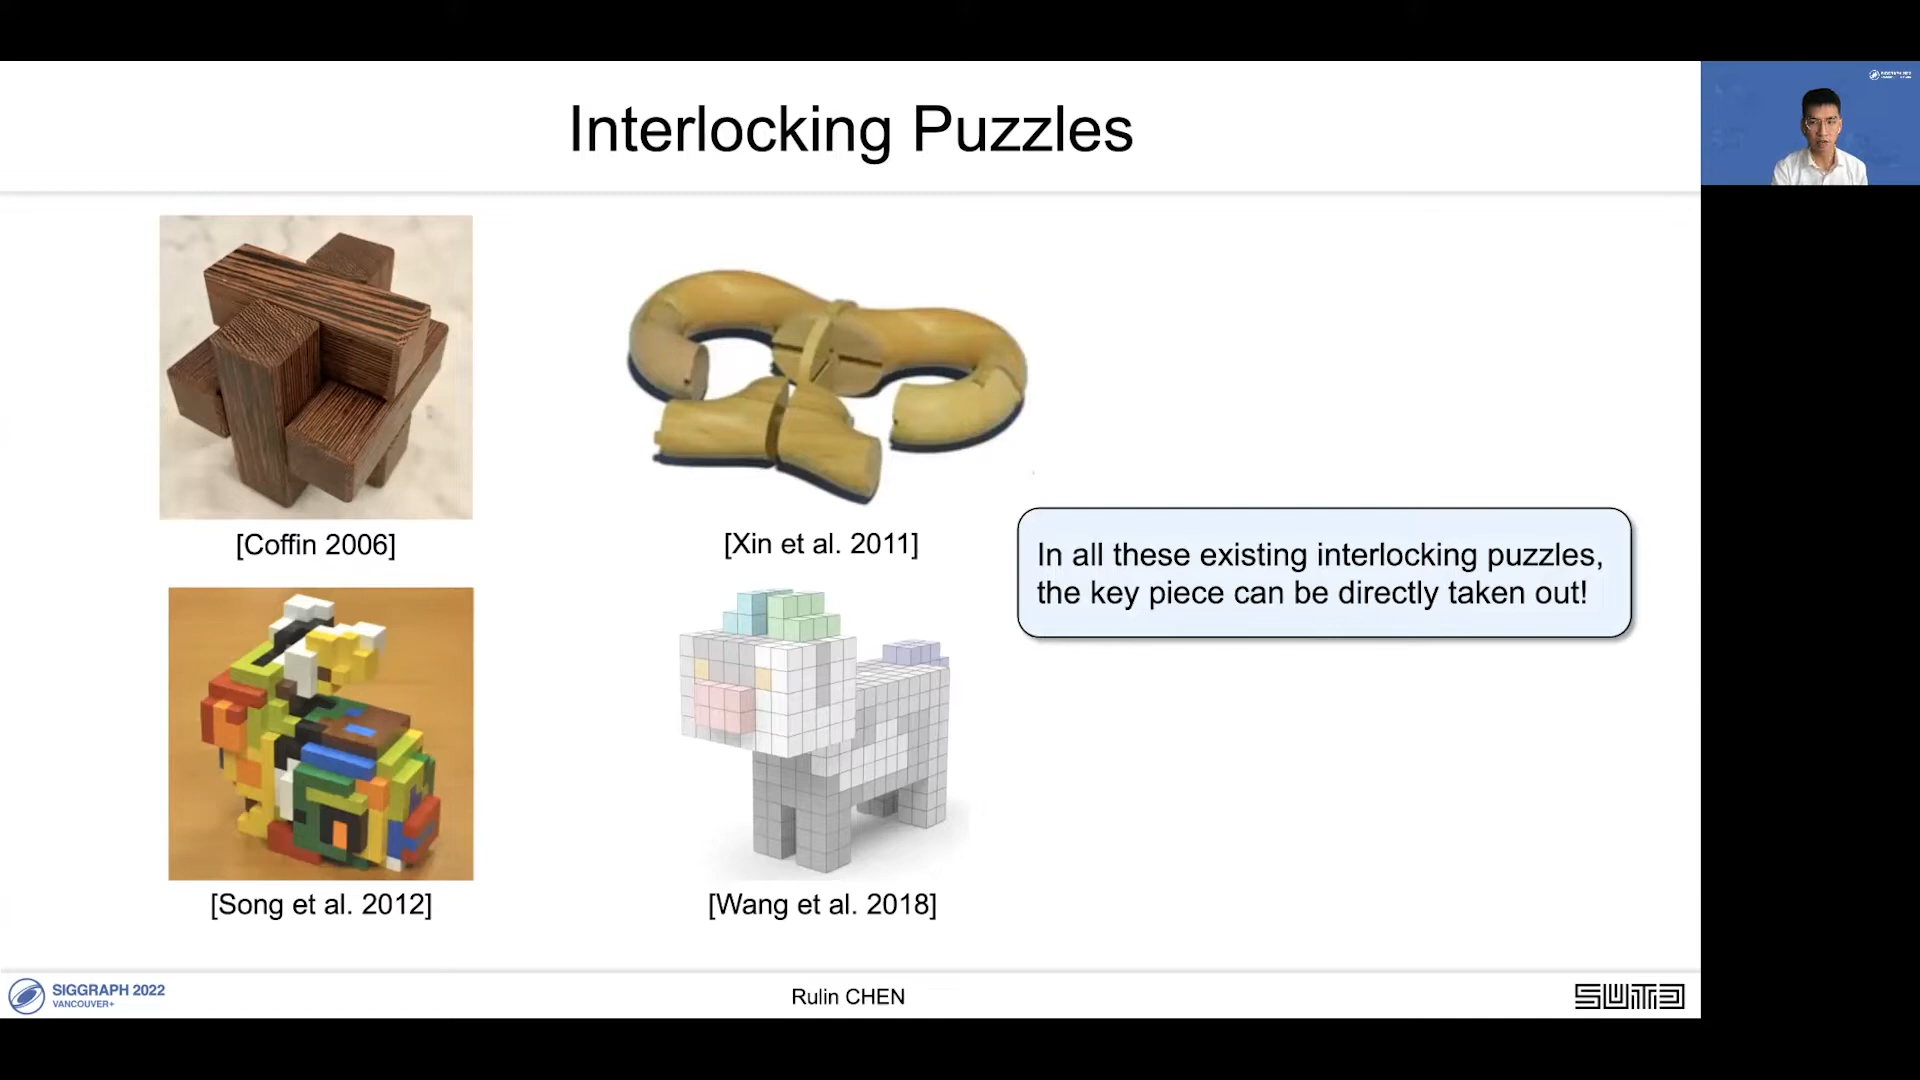 Interlocking Puzzles
[Coffin 2006]
[Xin et al. 2011]
In all these existing interlocking puzzles,
the key piece can be directly taken out!
[Song et al. 2012]
[Wang et al. 2018]
SIGGRAPH 2022
VANCOUVER+
Rulin CHEN
SUTD